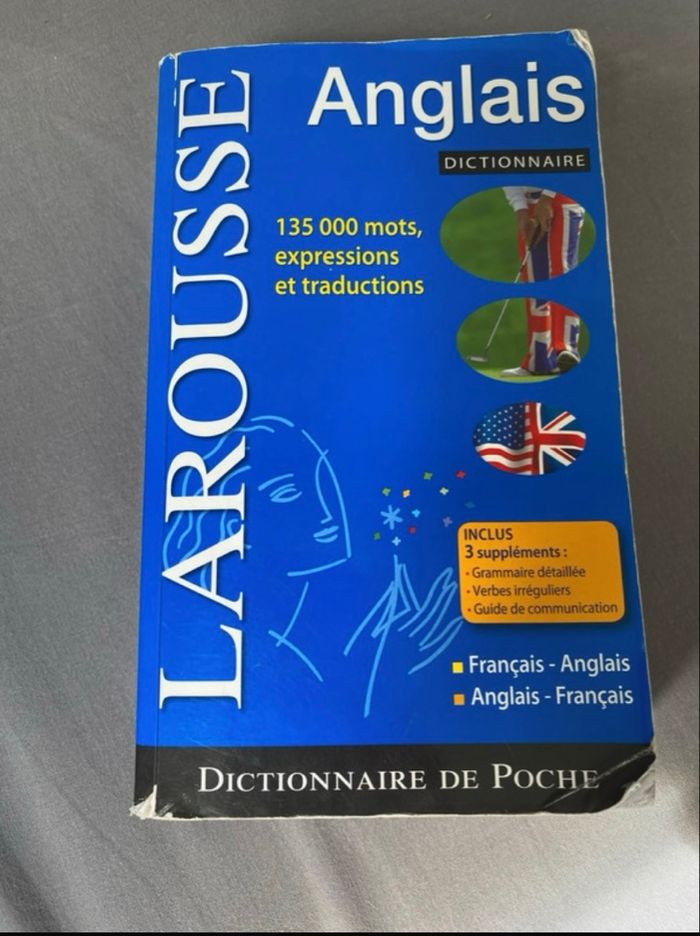 LAROUSSE
Anglais
DICTIONNAIRE
135 000 mots,
expressions
et traductions
INCLUS
3 suppléments :
• Grammaire détaillée
• Verbes irréguliers
• Guide de communication
Français - Anglais
Anglais - Français
DICTIONNAIRE DE POCHE